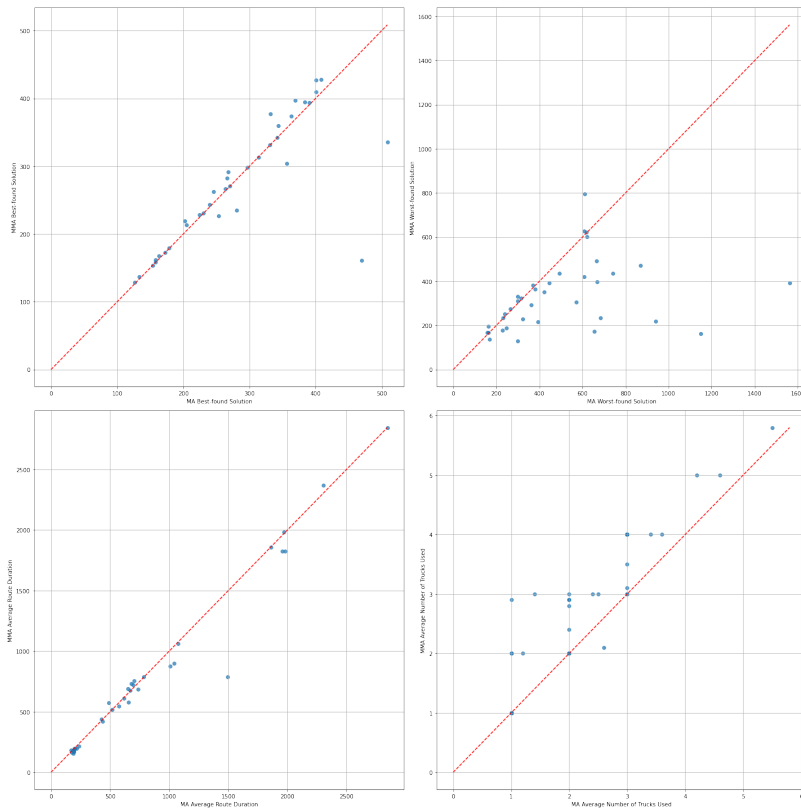 500
400
300
200
100
0
MMA Best-found Solution
0 100 200 300 400 500
MA Best-found Solution
1600
1400
1200
1000
800
600
400
200
0
MMA Worst-found Solution
0 200 400 600 800 1000 1200 1400 1600
MA Worst-found Solution
2500
2000
1500
1000
500
0
MMA Average Route Duration
0 500 1000 1500 2000 2500
MA Average Route Duration
6
5
4
3
2
1
0
MMA Average Number of Trucks Used
0 1 2 3 4 5 6
MA Average Number of Trucks Used